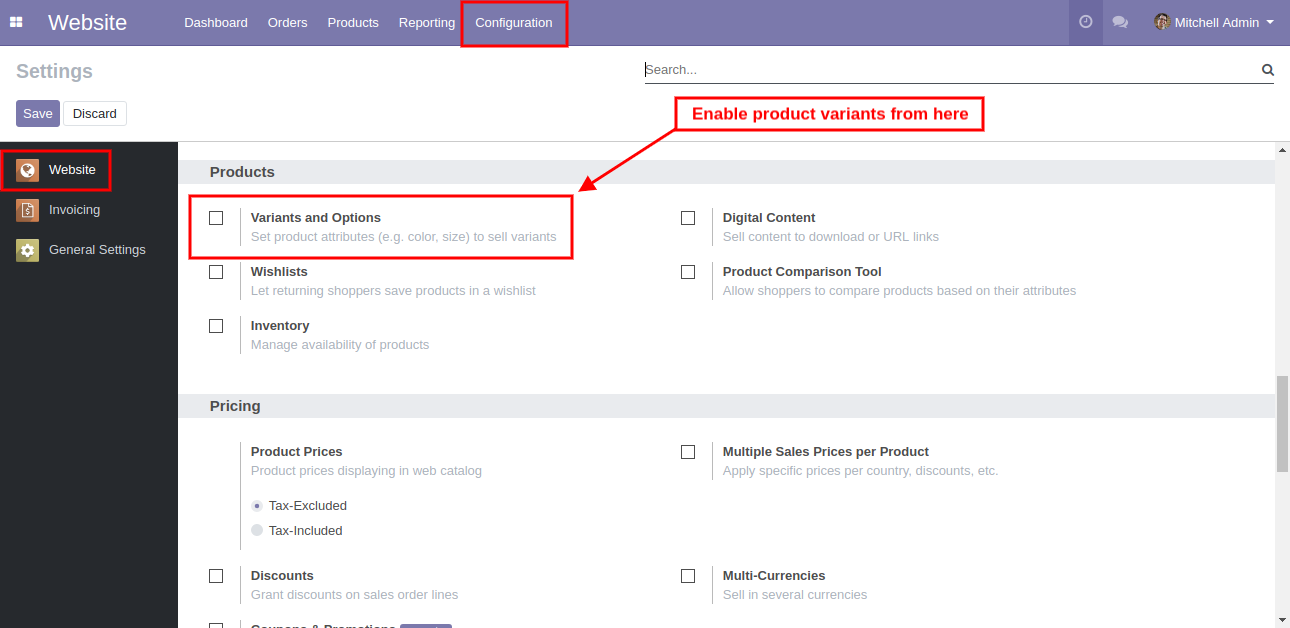 Website Dashboard Orders Products Reporting Configuration Mitchell Admin
Settings
Search...
Save Discard
Enable product variants from here
Website
Invoicing
General Settings
Products
Variants and Options
Set product attributes (e.g. color, size) to sell variants
Digital Content
Sell content to download or URL links
Wishlists
Let returning shoppers save products in a wishlist
Product Comparison Tool
Allow shoppers to compare products based on their attributes
Inventory
Manage availability of products
Pricing
Product Prices
Product prices displaying in web catalog
Tax-Excluded
Tax-Included
Multiple Sales Prices per Product
Apply specific prices per country, discounts, etc.
Discounts
Grant discounts on sales order lines
Multi-Currencies
Sell in several currencies
Coupons & Promotions